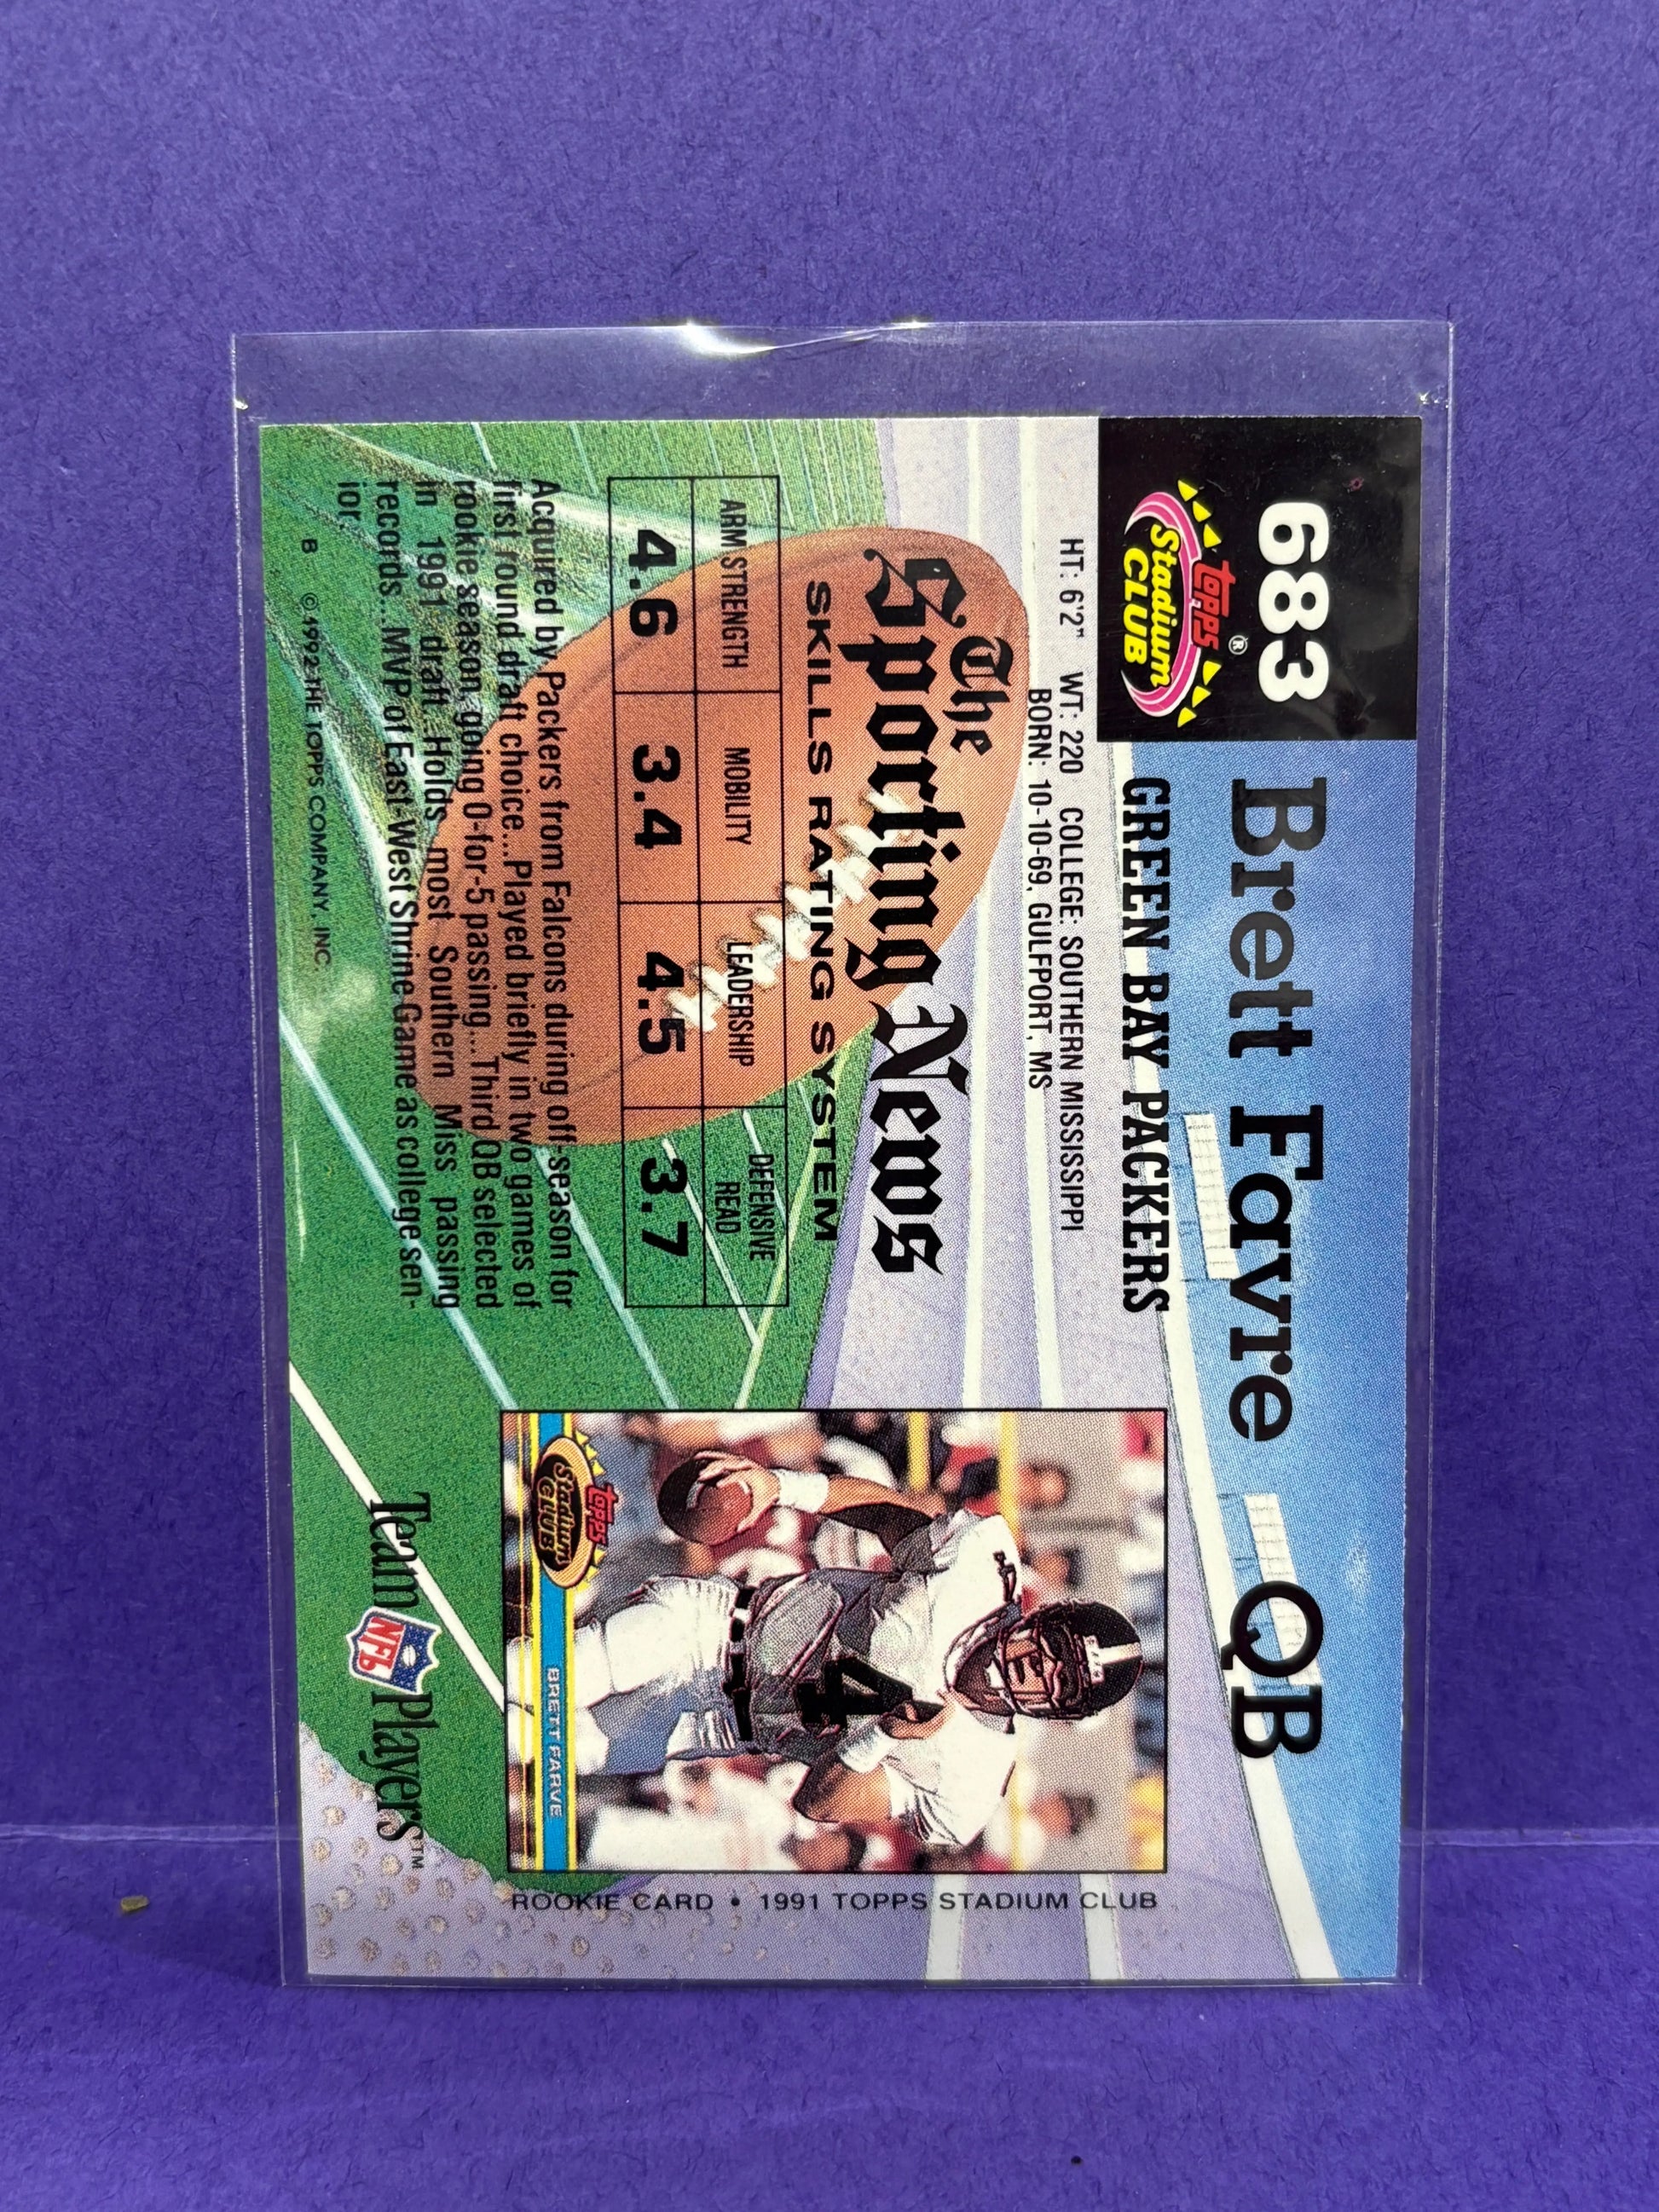 683
Topps®
Stadium
CLUB
Brett Favre QB
GREEN BAY PACKERS
HT: 6'2" WT: 220 COLLEGE: SOUTHERN MISSISSIPPI
BORN: 10-10-69, GULFPORT, MS
The
Sporting News
SKILLS RATING SYSTEM
ARM STRENGTH MOBILITY LEADERSHIP DEFENSIVE READ
4.6 3.4 4.5 3.7
Acquired by Packers from Falcons during off-season for
first round draft choice...Played briefly in two games of
rookie season, going 0-for-5 passing...Third QB selected
in 1991 draft...Holds most Southern Miss passing
records...MVP of East-West Shrine Game as college sen-
ior.
B ©1992 THE TOPPS COMPANY, INC.
Topps
Stadium
CLUB
BRETT FARVE
4
ROOKIE CARD • 1991 TOPPS STADIUM CLUB
Team NFL Players™